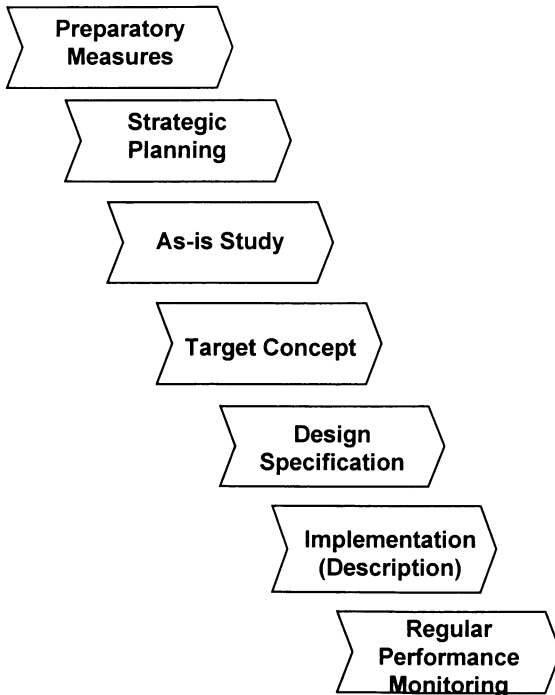 Preparatory
Measures
Strategic
Planning
As-is Study
Target Concept
Design
Specification
Implementation
(Description)
Regular
Performance
Monitoring